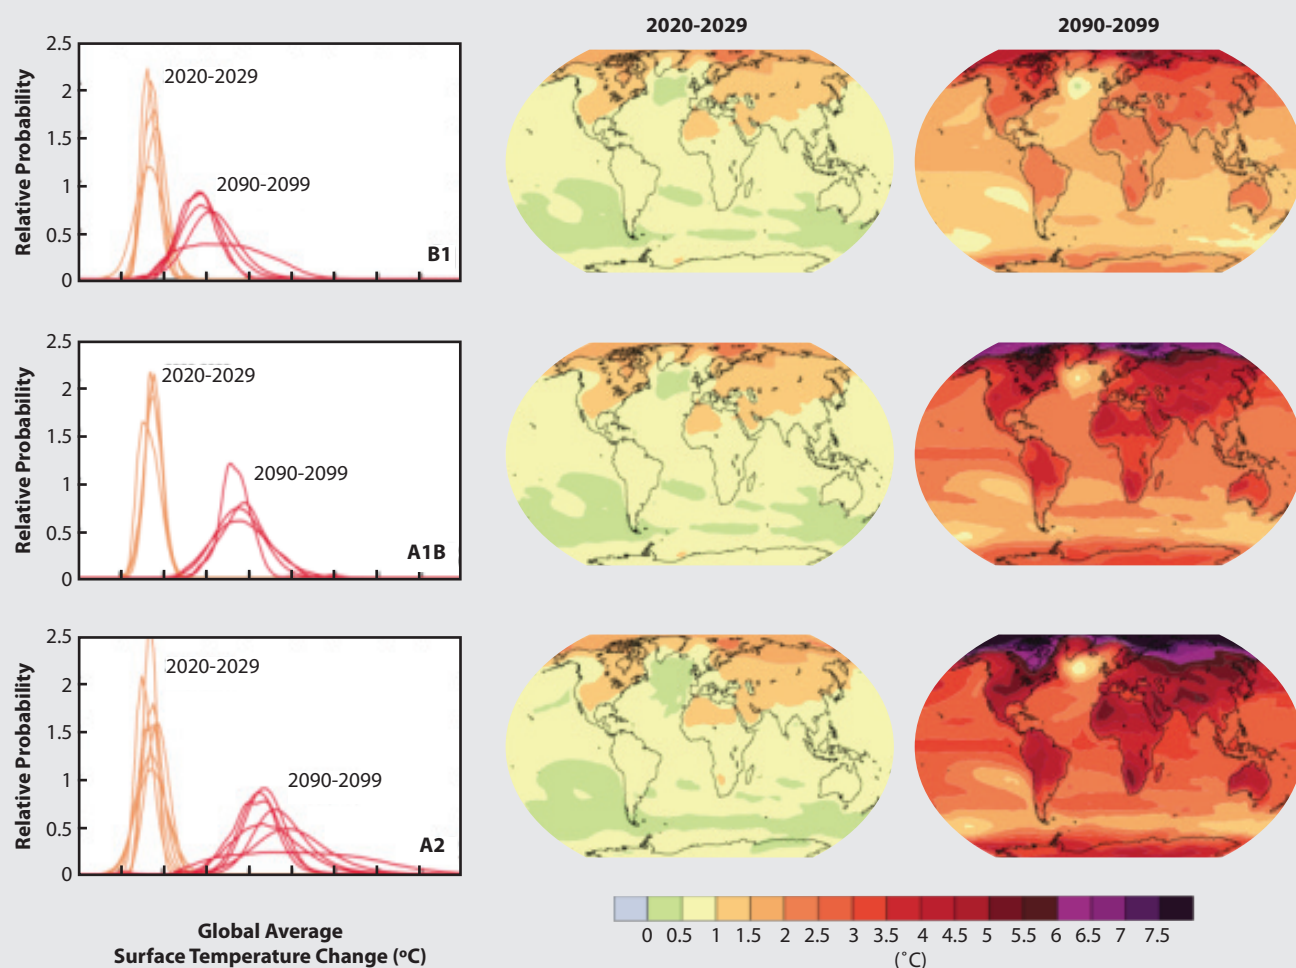 2020-2029
2090-2099
2.5
2
1.5
1
0.5
0
Relative Probability
2020-2029
2090-2099
B1
2.5
2
1.5
1
0.5
0
Relative Probability
2020-2029
2090-2099
A1B
2.5
2
1.5
1
0.5
0
Relative Probability
2020-2029
2090-2099
A2
Global Average
Surface Temperature Change (ºC)
0 0.5 1 1.5 2 2.5 3 3.5 4 4.5 5 5.5 6 6.5 7 7.5
(˚C)